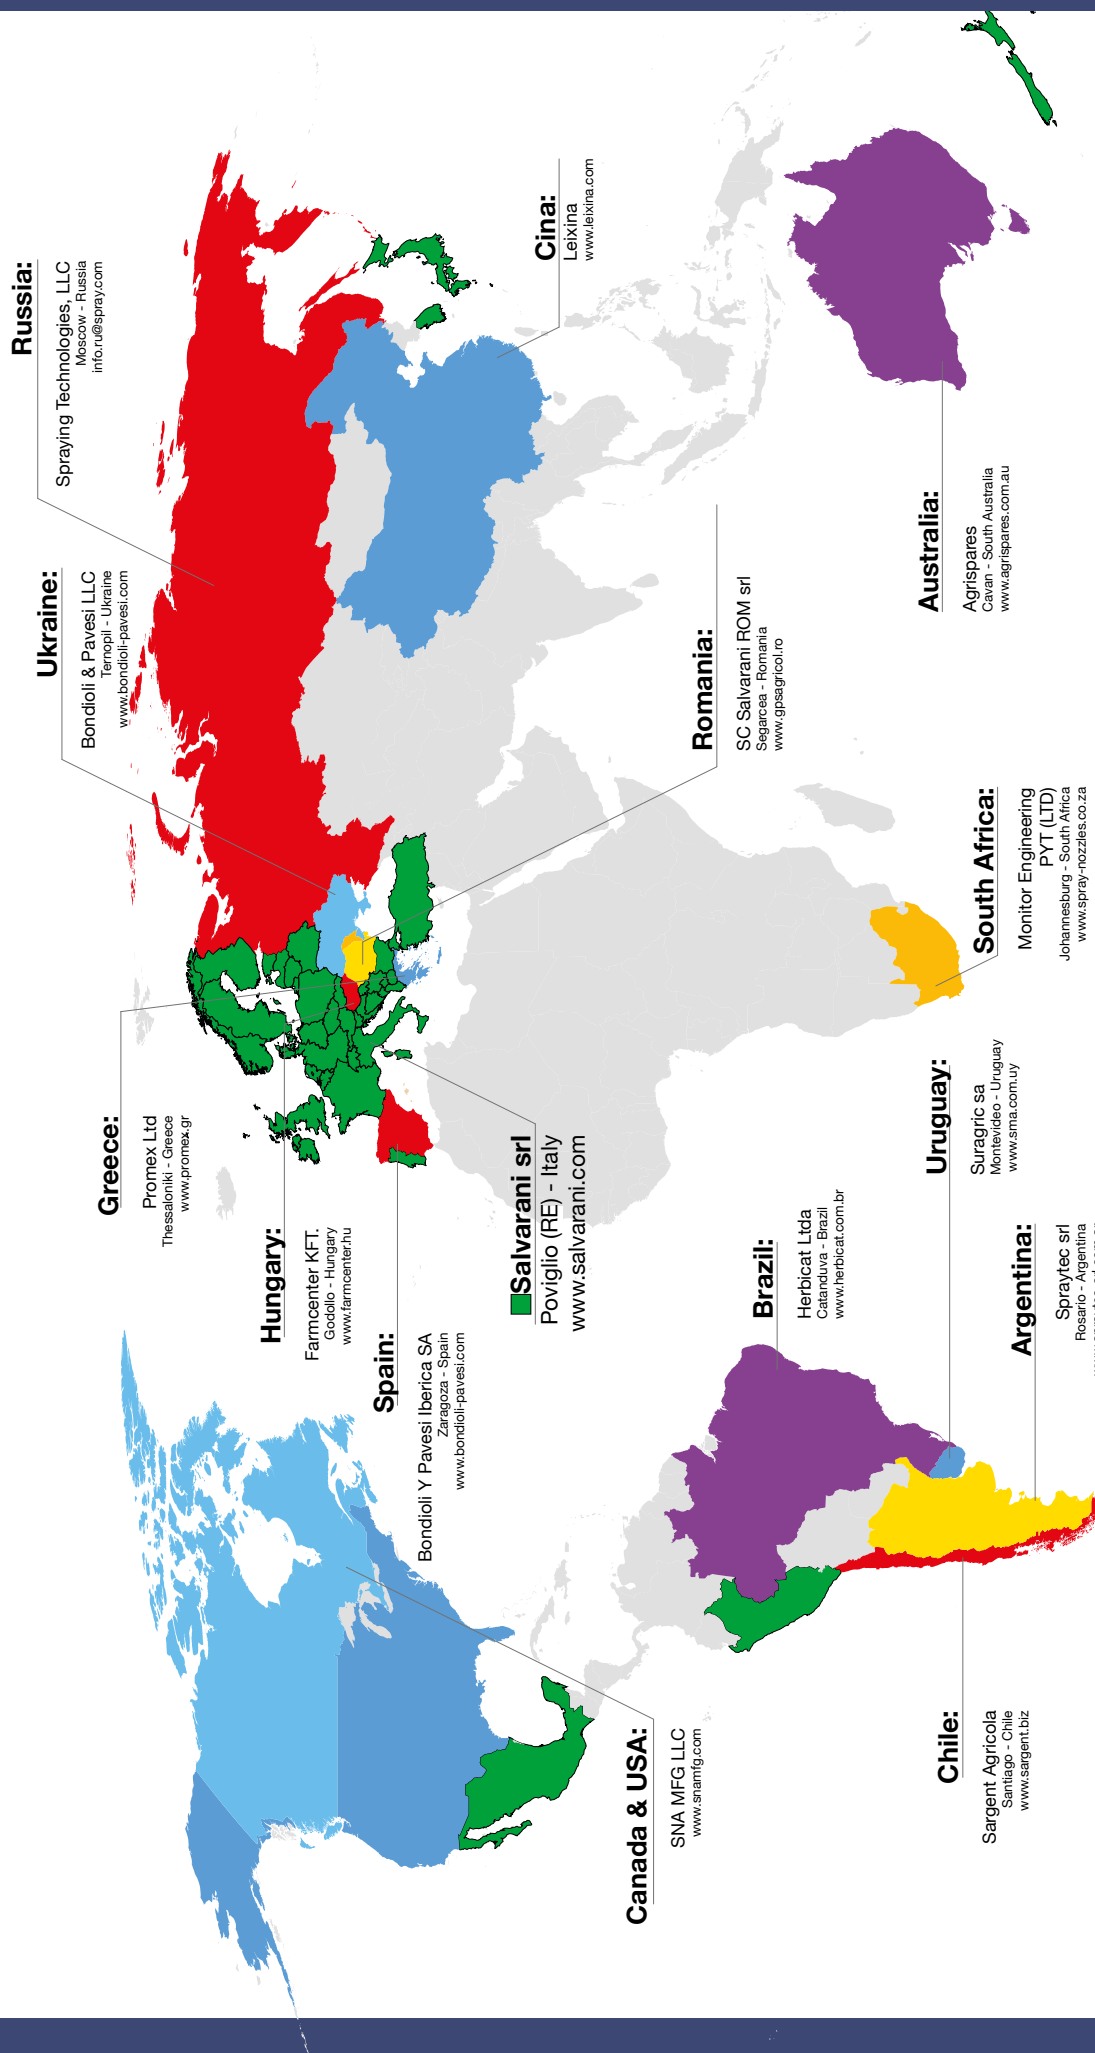 Canada & USA:
SNA MFG LLC
www.snamfg.com
Chile:
Sargent Agricola
Santiago - Chile
www.sargent.biz
Spain:
Bondioli Y Pavesi Iberica SA
Zaragoza - Spain
www.bondioli-pavesi.com
Hungary:
Farmcenter KFT.
Godollo - Hungary
www.farmcenter.hu
Greece:
Promex Ltd
Thessaloniki - Greece
www.promex.gr
Salvarani srl
Poviglio (RE) - Italy
www.salvarani.com
Brazil:
Herbicat Ltda
Catanduva - Brazil
www.herbicat.com.br
Argentina:
Spraytec srl
Rosario - Argentina
Uruguay:
Suragric sa
Montevideo - Uruguay
www.sma.com.uy
South Africa:
Monitor Engineering
PYT (LTD)
Johannesburg - South Africa
www.spray-nozzles.co.za
Ukraine:
Bondioli & Pavesi LLC
Ternopil - Ukraine
www.bondioli-pavesi.com
Romania:
SC Salvarani ROM srl
Segarcea - Romania
www.gpsagricol.ro
Russia:
Spraying Technologies, LLC
Moscow - Russia
info.ru@spray.com
Cina:
Leixina
www.leixina.com
Australia:
Agrispares
Cavan - South Australia
www.agrispares.com.au